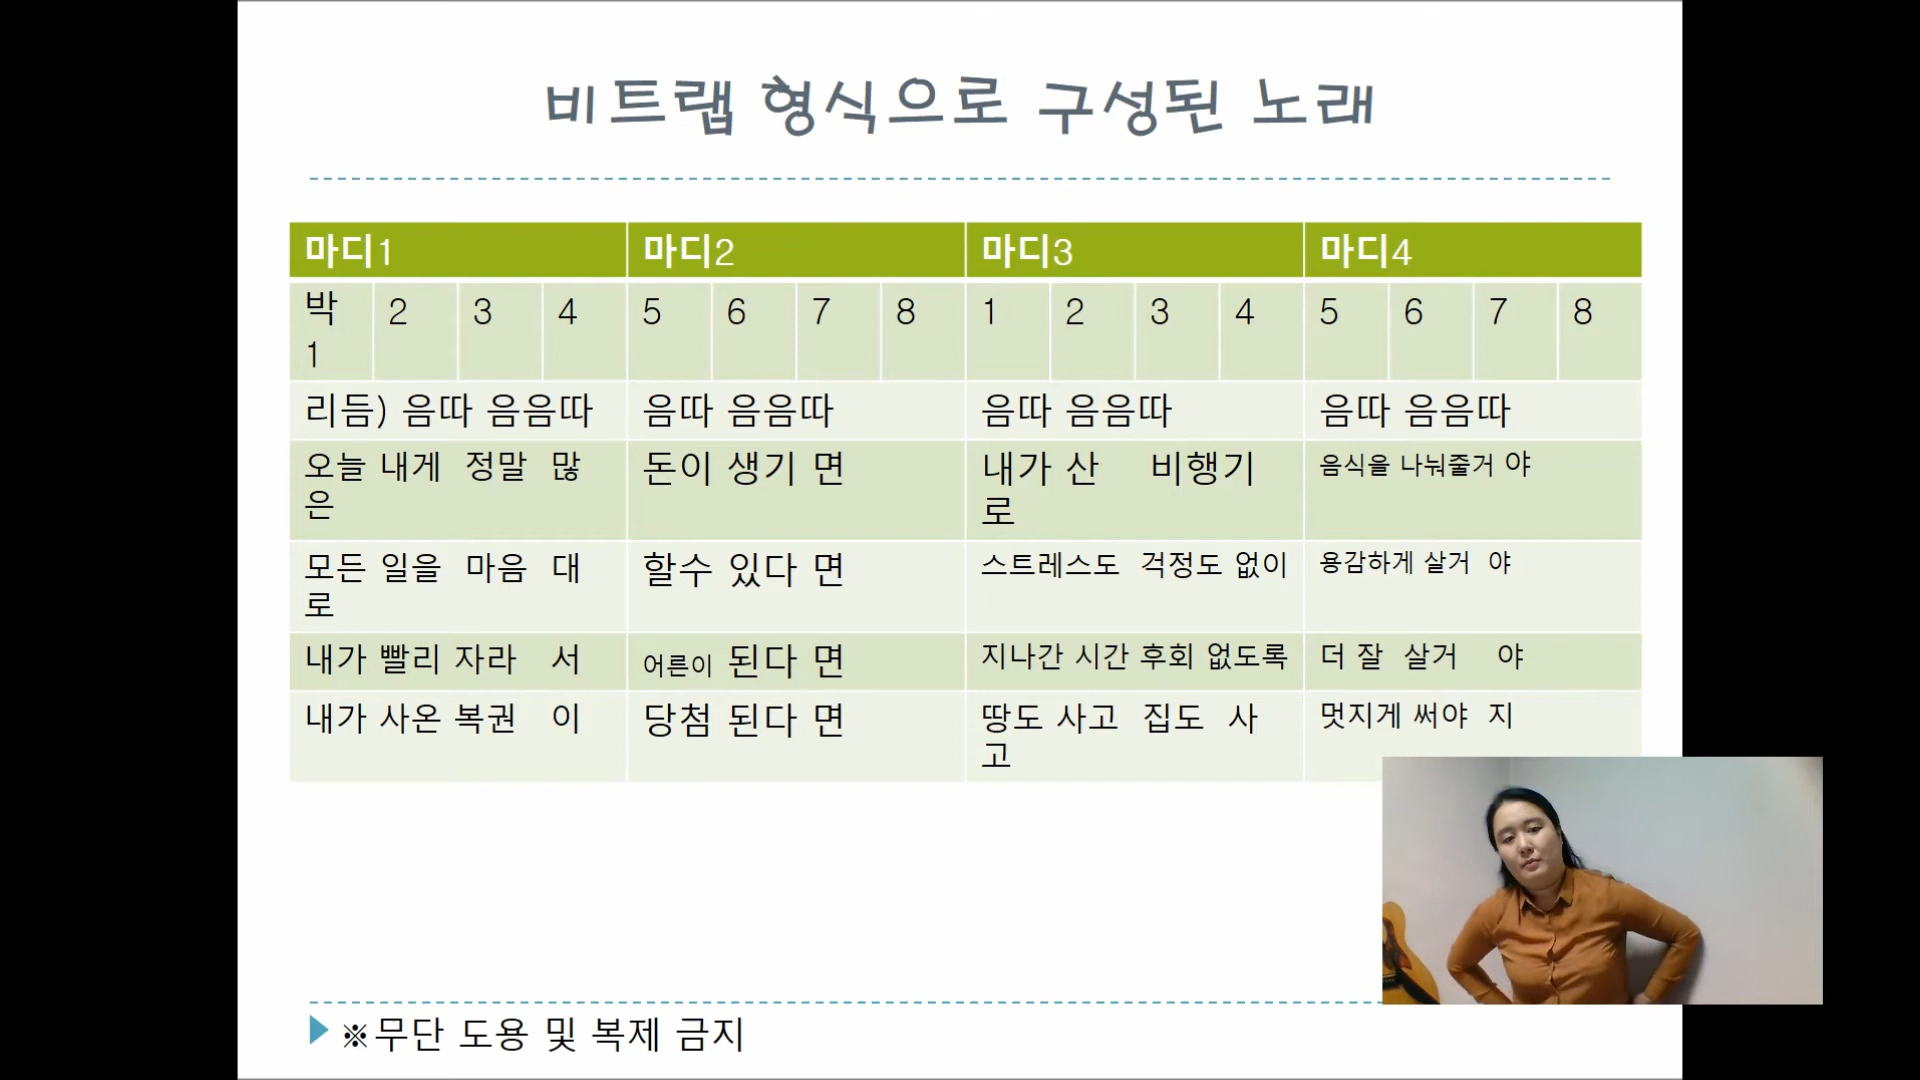 비트랩 형식으로 구성된 노래
마디1 마디2 마디3 마디4
박1 2 3 4 5 6 7 8 1 2 3 4 5 6 7 8
리듬) 음따 음음따 음따 음음따 음따 음음따 음따 음음따
오늘 내게 정말 많은 돈이 생기 면 내가 산 비행기로 음식을 나눠줄거 야
모든 일을 마음 대로 할수 있다 면 스트레스도 걱정도 없이 용감하게 살거 야
내가 빨리 자라 서 어른이 된다 면 지나간 시간 후회 없도록 더 잘 살거 야
내가 사온 복권 이 당첨 된다 면 땅도 사고 집도 사고 멋지게 써야 지
※무단 도용 및 복제 금지